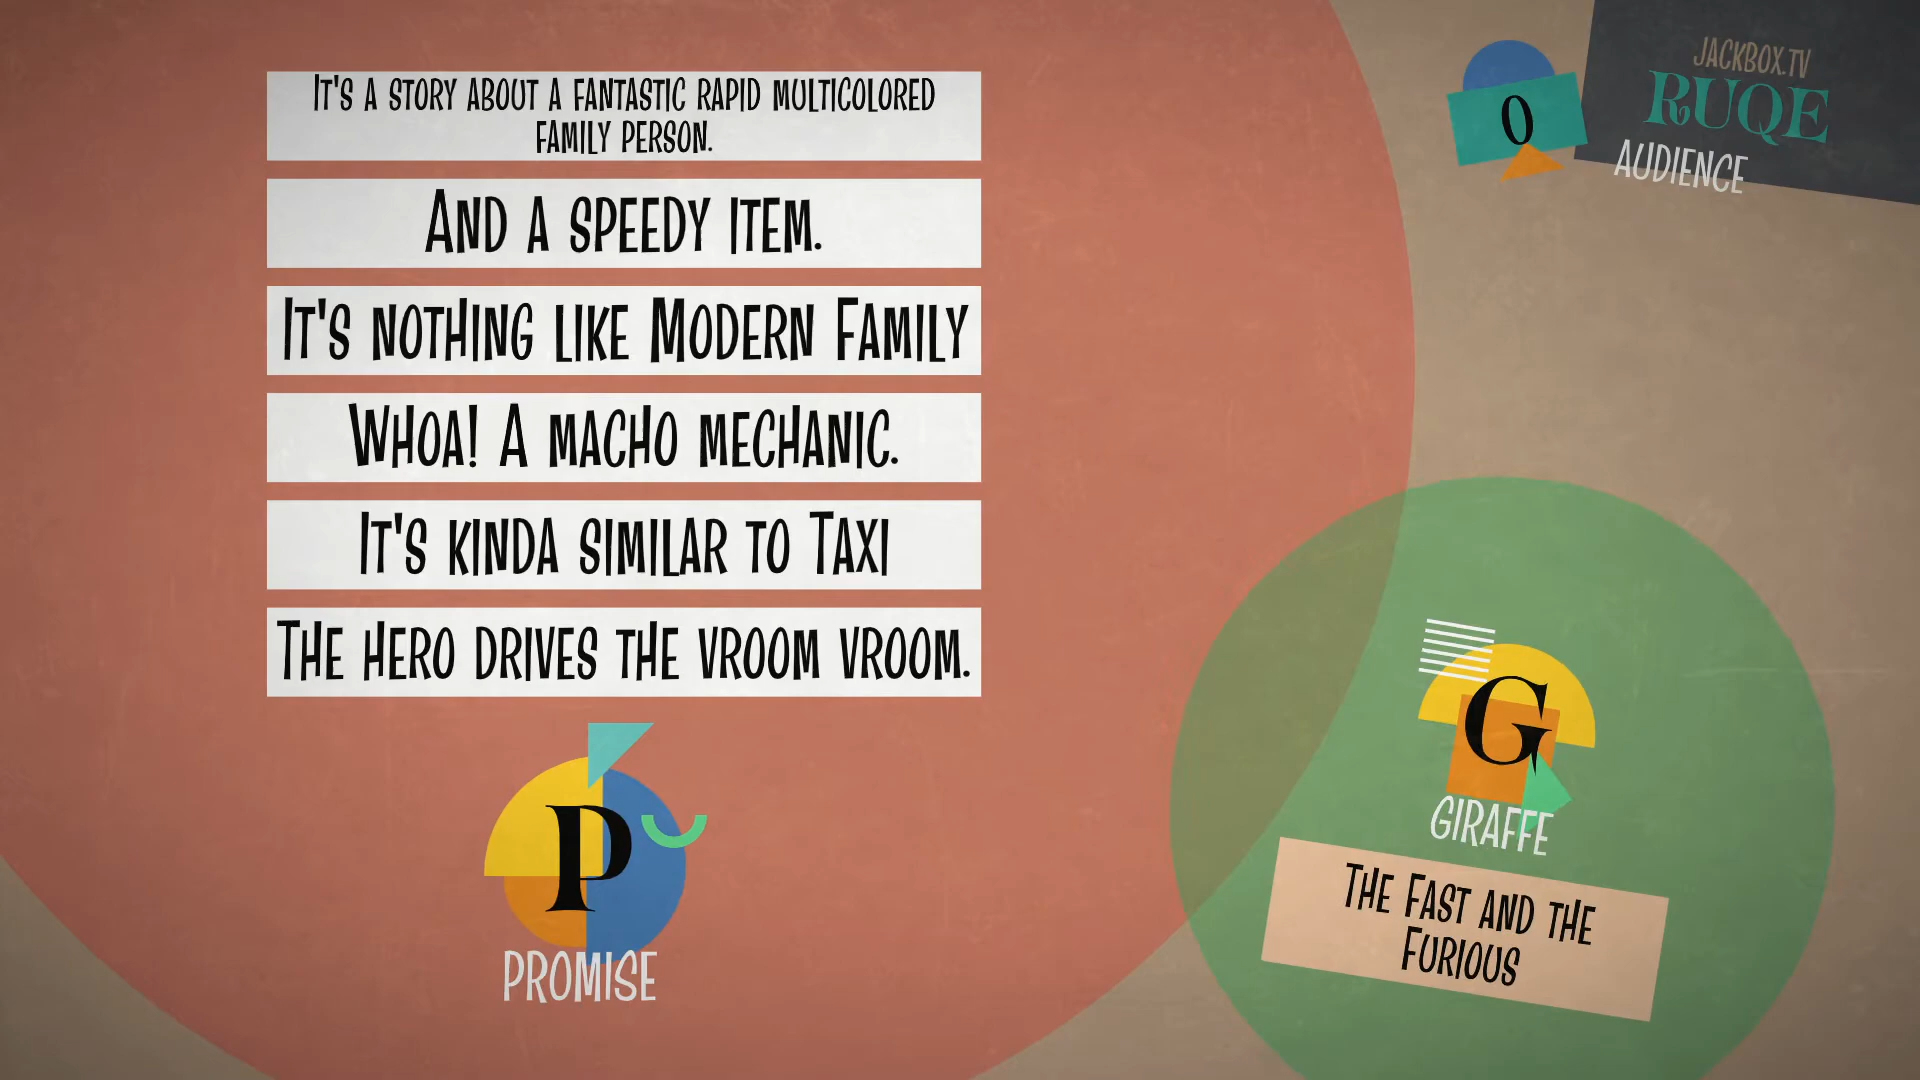 It's a story about a fantastic rapid multicolored
family person.
And a speedy item.
It's nothing like Modern Family
Whoa! A macho mechanic.
It's kinda similar to Taxi
The hero drives the vroom vroom.
P
PROMISE
JACKBOX.TV
RUQE
0
AUDIENCE
G
GIRAFFE
The Fast and the
Furious